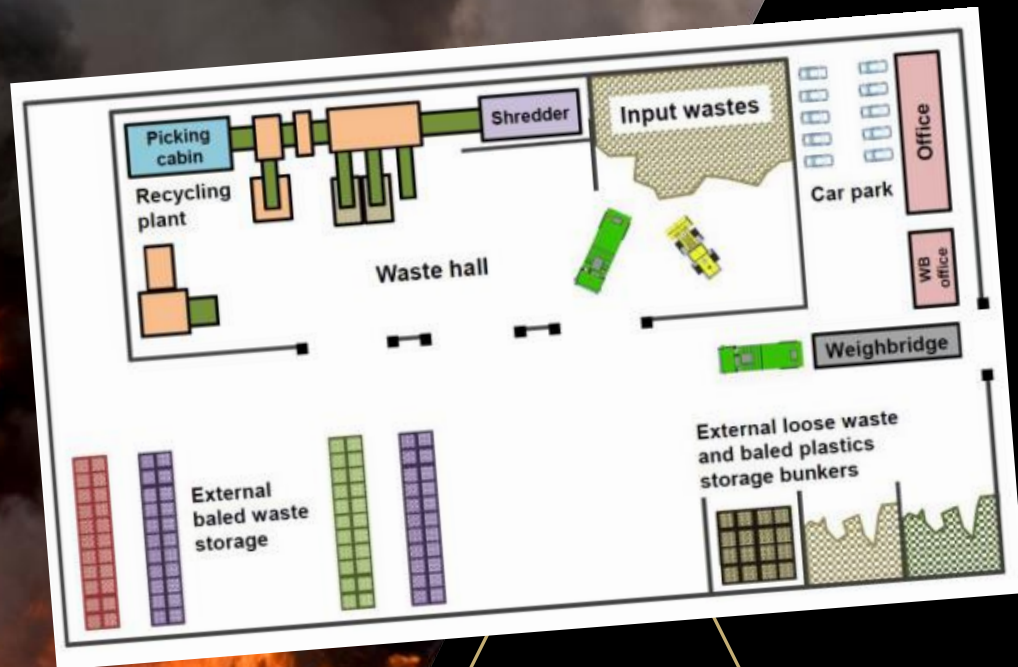 Picking
cabin
Shredder
Input wastes
Office
Recycling
plant
Car park
Waste hall
WB
office
Weighbridge
External loose waste
and baled plastics
storage bunkers
External
baled waste
storage